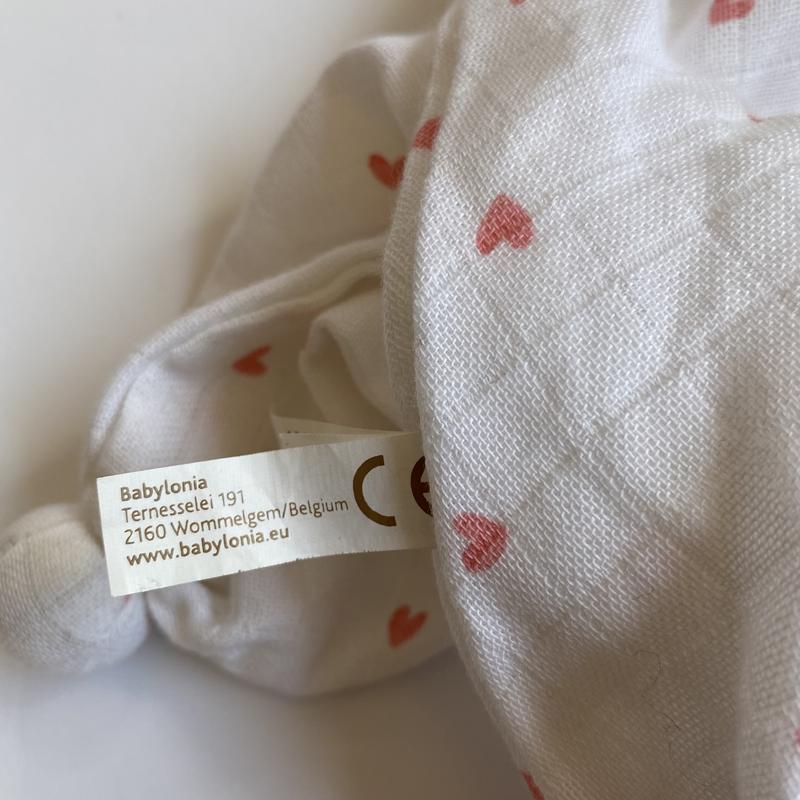 Babylonia
Ternesselei 191
2160 Wommelgem/Belgium
www.babylonia.eu
CE